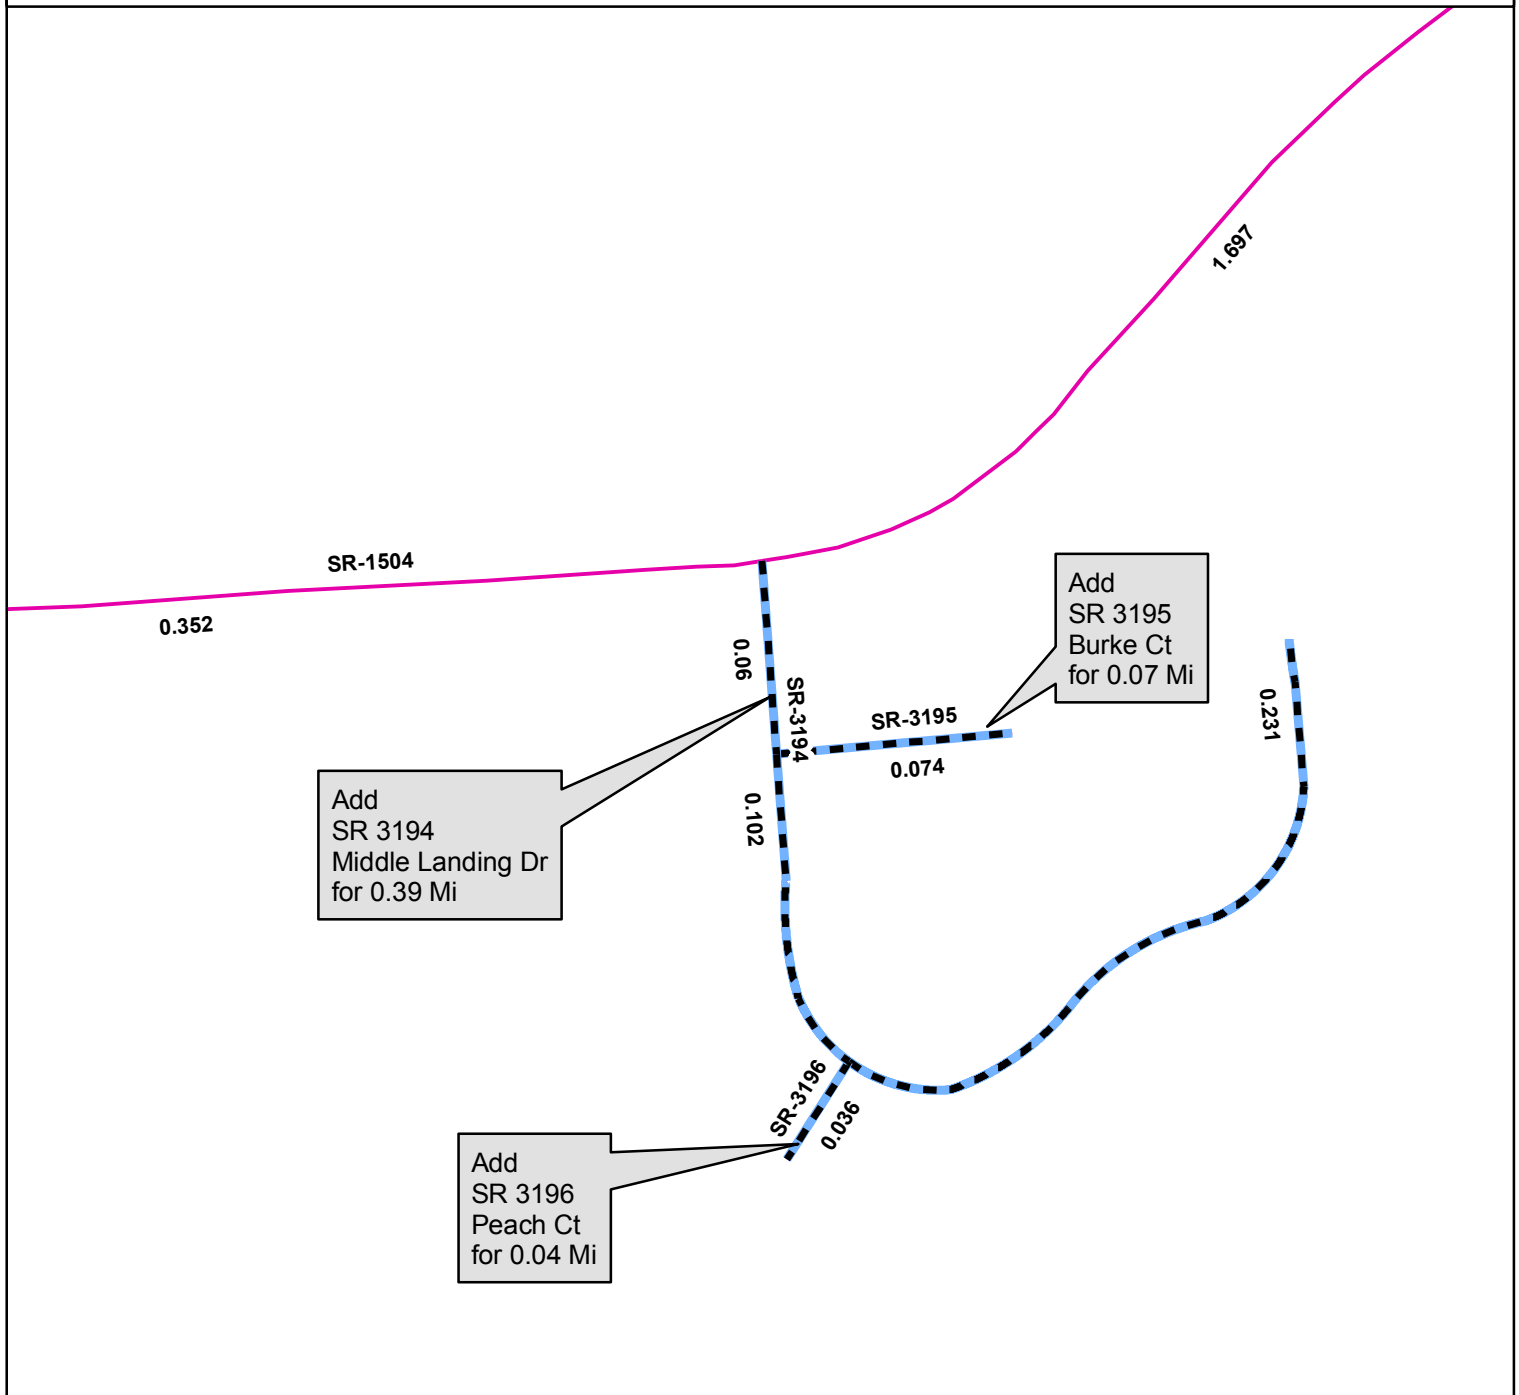 1.697
SR-1504
0.352
Add
SR 3195
Burke Ct
for 0.07 Mi
0.06
SR-3194
SR-3195
0.074
0.231
Add
SR 3194
Middle Landing Dr
for 0.39 Mi
0.102
SR-3196
0.036
Add
SR 3196
Peach Ct
for 0.04 Mi